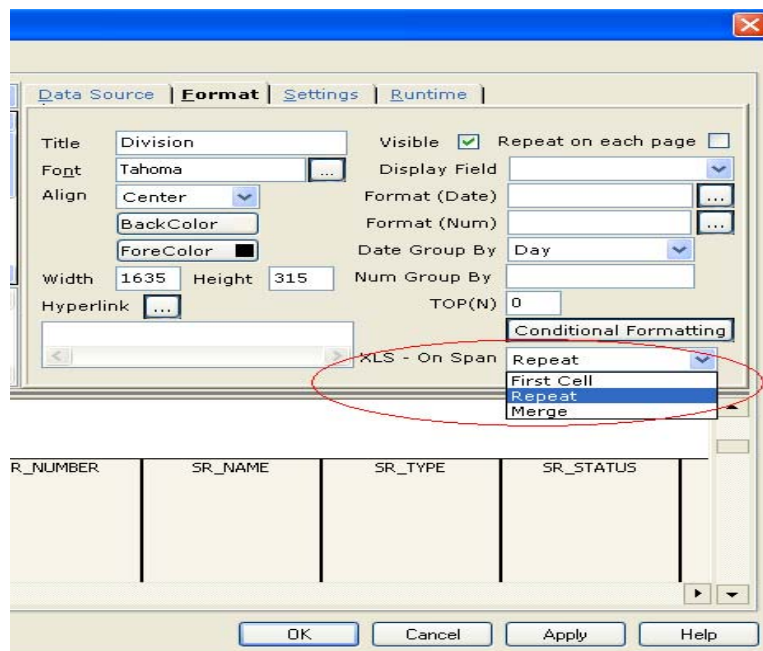 Data Source | Format | Settings | Runtime |
Title Division Visible Repeat on each page
Font Tahoma ... Display Field
Align Center Format (Date) ...
BackColor Format (Num) ...
ForeColor Date Group By Day
Width 1635 Height 315 Num Group By
Hyperlink ... TOP(N) 0
Conditional Formatting
XLS - On Span Repeat
First Cell
Repeat
Merge
R_NUMBER SR_NAME SR_TYPE SR_STATUS
OK Cancel Apply Help